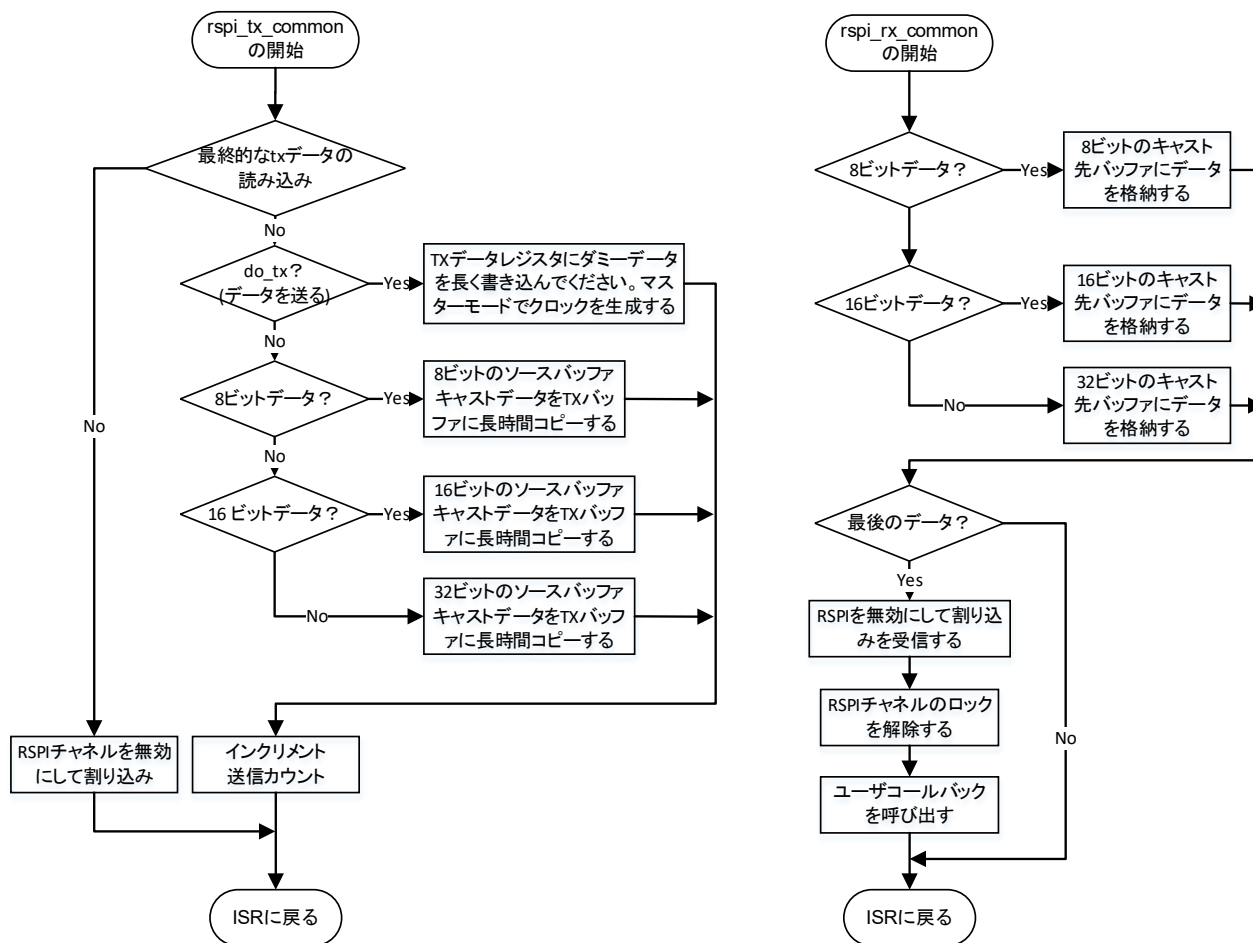 rspi_tx_common
の開始
最終的なtxデータの
読み込み
No
do_tx?
(データを送る)
Yes
TXデータレジスタにダミーデータ
を長く書き込んでください。マス
ターモードでクロックを生成する
No
8ビットデータ?
Yes
8ビットのソースバッファ
キャストデータをTXバッ
ファに長時間コピーする
No
No
16 ビットデータ?
Yes
16ビットのソースバッファ
キャストデータをTXバッフ
ァに長時間コピーする
No
32ビットのソースバッファ
キャストデータをTXバッフ
ァに長時間コピーする
RSPIチャネルを無効
にして割り込み
インクリメント
送信カウント
ISRに戻る
rspi_rx_common
の開始
8ビットデータ?
Yes
8ビットのキャスト
先バッファにデータ
を格納する
16ビットデータ?
Yes
16ビットのキャスト
先バッファにデータ
を格納する
No
32ビットのキャスト
先バッファにデータ
を格納する
最後のデータ?
Yes
RSPIを無効にして割り込
みを受信する
RSPIチャネルのロック
を解除する
No
ユーザコールバック
を呼び出す
ISRに戻る